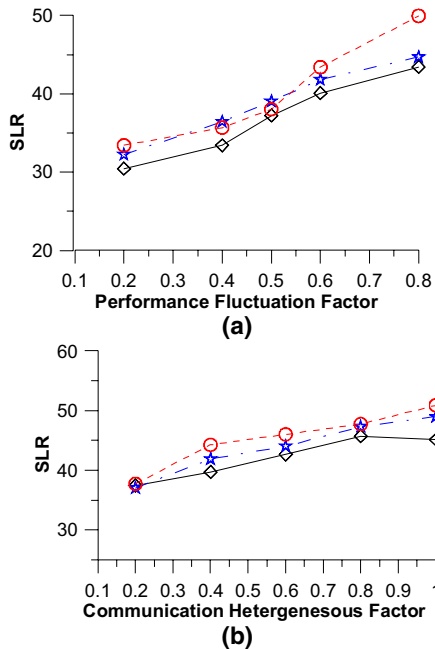 50
40
30
20
SLR
0.1 0.2 0.3 0.4 0.5 0.6 0.7 0.8
Performance Fluctuation Factor
(a)
60
50
40
30
SLR
0.1 0.2 0.3 0.4 0.5 0.6 0.7 0.8 0.9 1
Communication Hetergenesous Factor
(b)